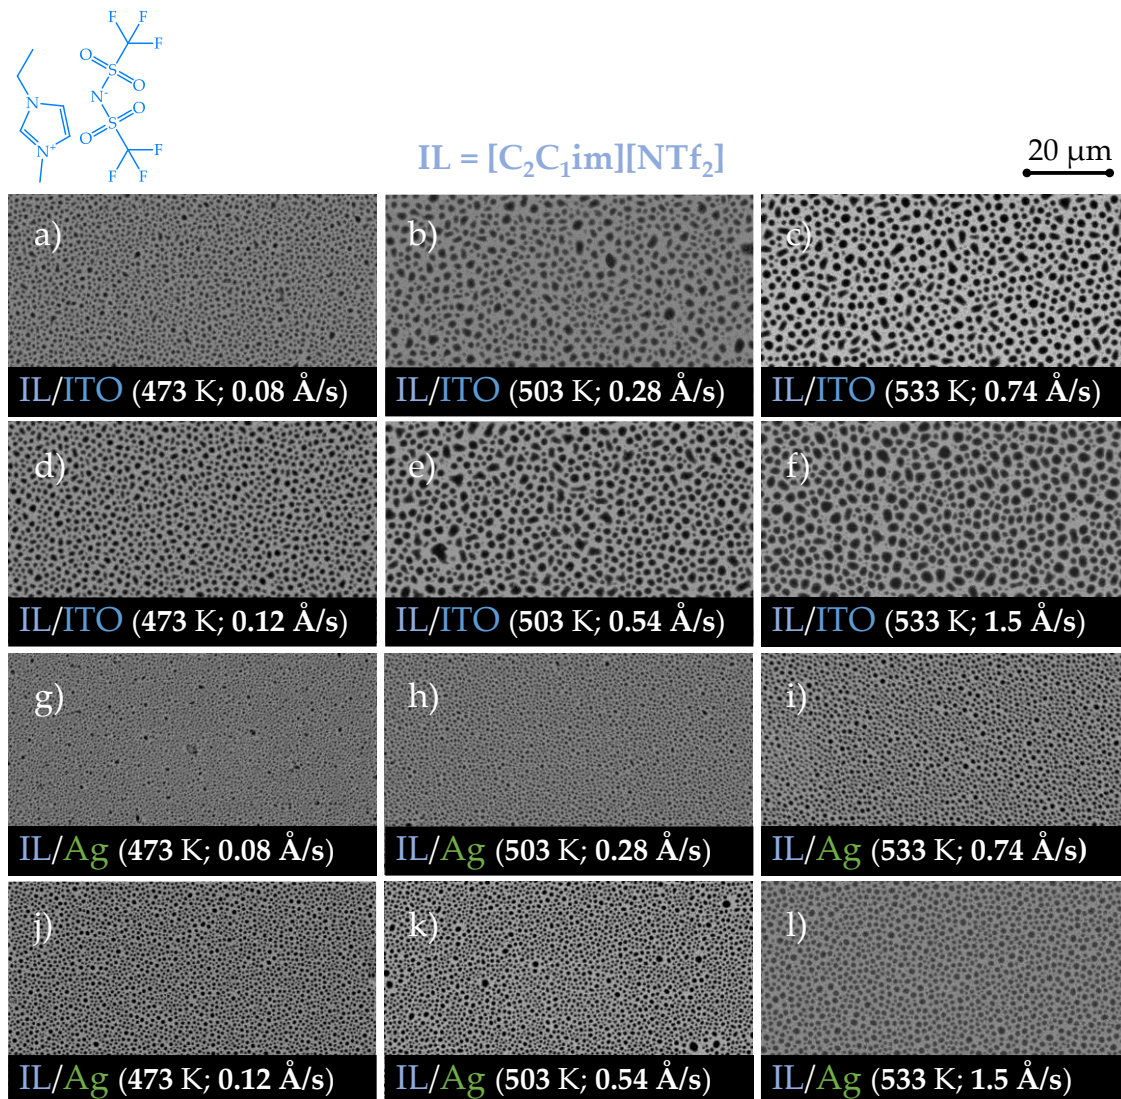 F F
F
O
S
O
N
N-
O
S
O
N+
F
F F
IL = [C₂C₁im][NTf₂]
20 μm
a) b) c)
IL/ITO (473 K; 0.08 Å/s) IL/ITO (503 K; 0.28 Å/s) IL/ITO (533 K; 0.74 Å/s)
d) e) f)
IL/ITO (473 K; 0.12 Å/s) IL/ITO (503 K; 0.54 Å/s) IL/ITO (533 K; 1.5 Å/s)
g) h) i)
IL/Ag (473 K; 0.08 Å/s) IL/Ag (503 K; 0.28 Å/s) IL/Ag (533 K; 0.74 Å/s)
j) k) l)
IL/Ag (473 K; 0.12 Å/s) IL/Ag (503 K; 0.54 Å/s) IL/Ag (533 K; 1.5 Å/s)